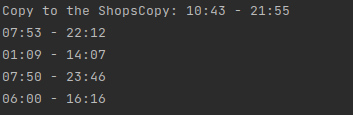 Copy to the ShopsCopy: 10:43 - 21:55
07:53 - 22:12
01:09 - 14:07
07:50 - 23:46
06:00 - 16:16